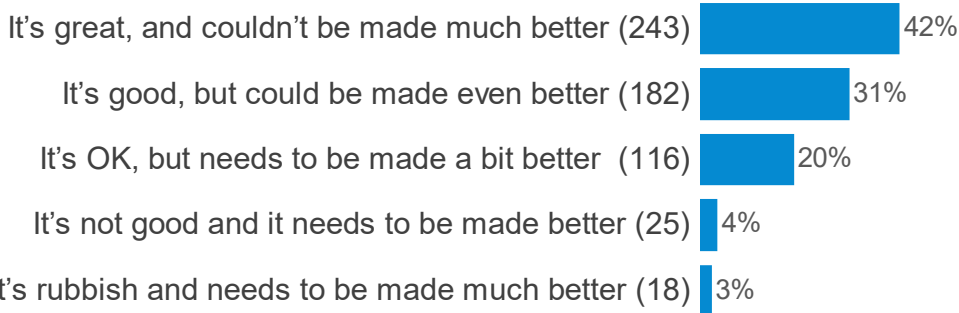 It’s great, and couldn’t be made much better (243) 42%
It’s good, but could be made even better (182) 31%
It’s OK, but needs to be made a bit better  (116) 20%
It’s not good and it needs to be made better (25) 4%
t’s rubbish and needs to be made much better (18) 3%